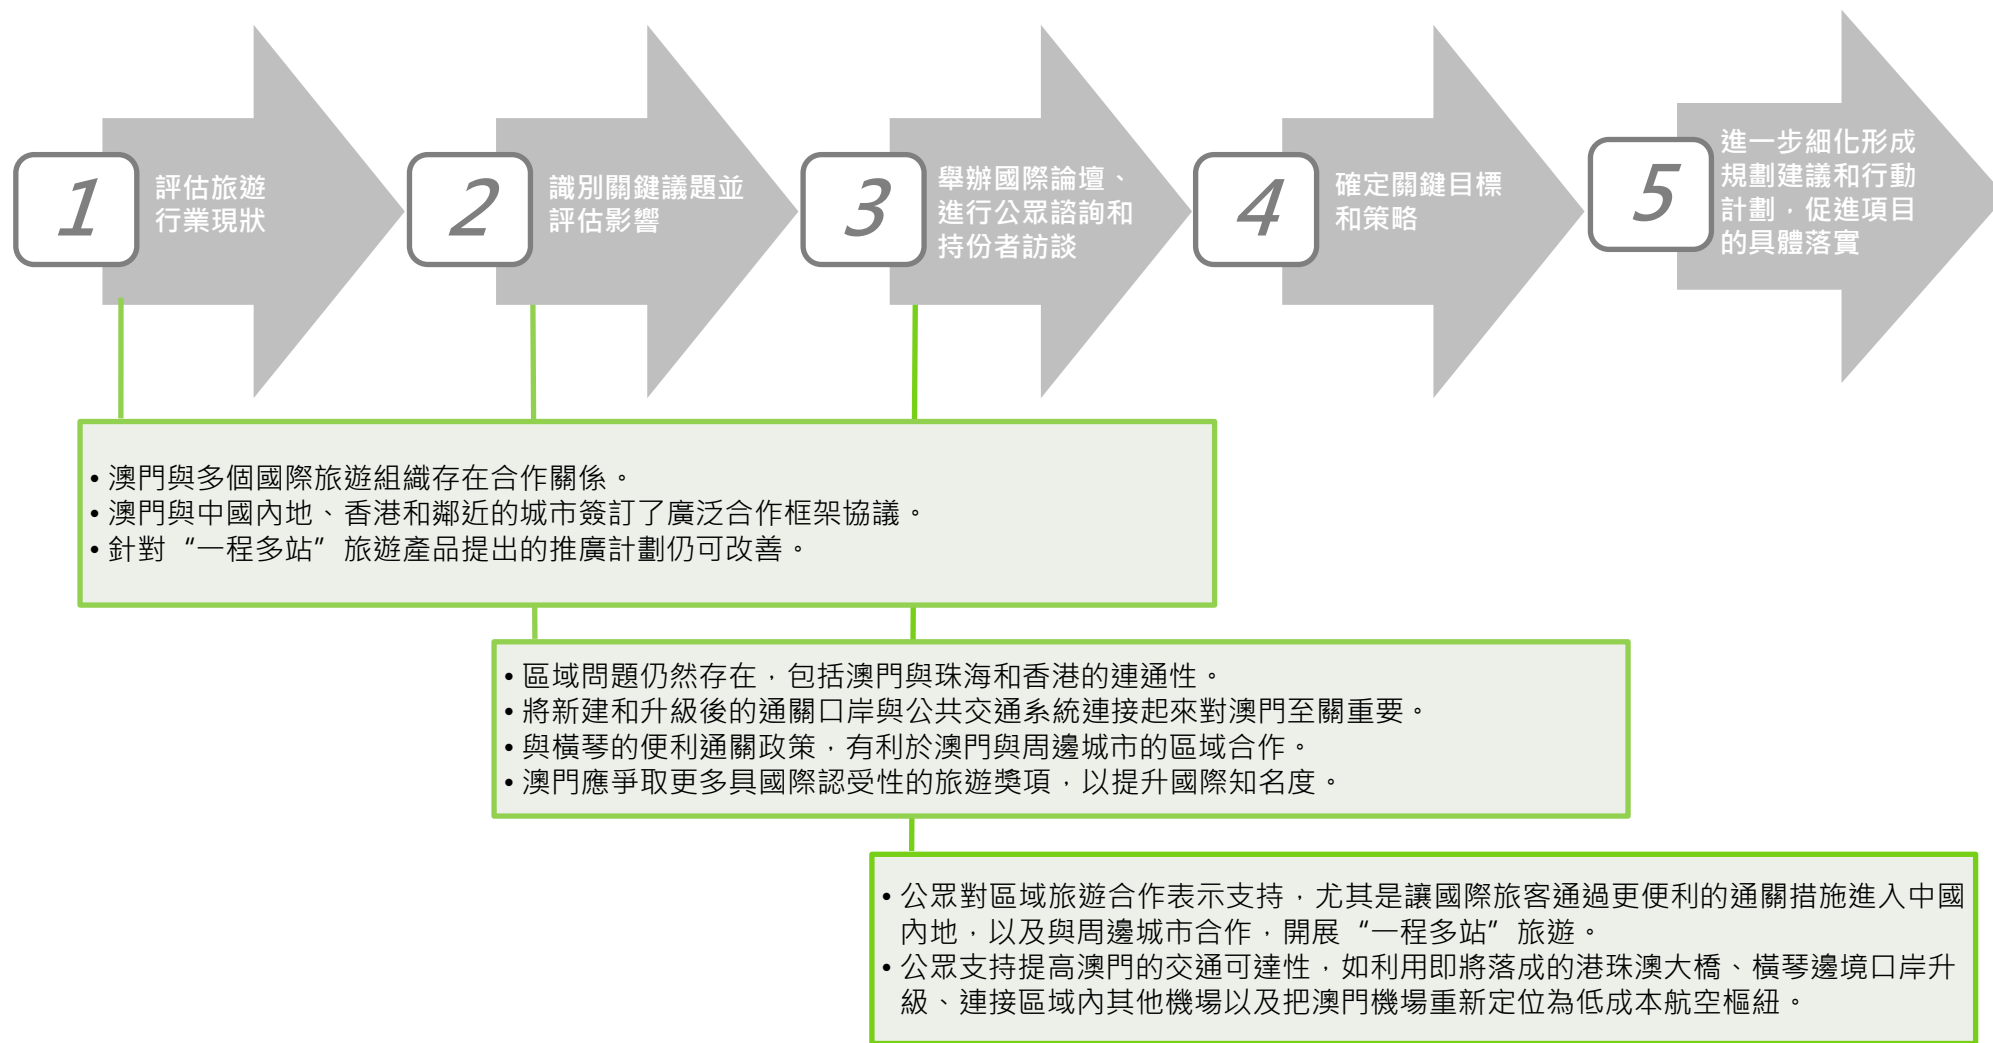 1
評估旅遊
行業現狀
2
識別關鍵議題並
評估影響
3
舉辦國際論壇、
進行公眾諮詢和
持份者訪談
4
確定關鍵目標
和策略
5
進一步細化形成
規劃建議和行動
計劃，促進項目
的具體落實
• 澳門與多個國際旅遊組織存在合作關係。
• 澳門與中國內地、香港和鄰近的城市簽訂了廣泛合作框架協議。
• 針對“一程多站”旅遊產品提出的推廣計劃仍可改善。
• 區域問題仍然存在，包括澳門與珠海和香港的連通性。
• 將新建和升級後的通關口岸與公共交通系統連接起來對澳門至關重要。
• 與橫琴的便利通關政策，有利於澳門與周邊城市的區域合作。
• 澳門應爭取更多具國際認受性的旅遊獎項，以提升國際知名度。
• 公眾對區域旅遊合作表示支持，尤其是讓國際旅客通過更便利的通關措施進入中國
內地，以及與周邊城市合作，開展“一程多站”旅遊。
• 公眾支持提高澳門的交通可達性，如利用即將落成的港珠澳大橋、橫琴邊境口岸升
級、連接區域內其他機場以及把澳門機場重新定位為低成本航空樞紐。